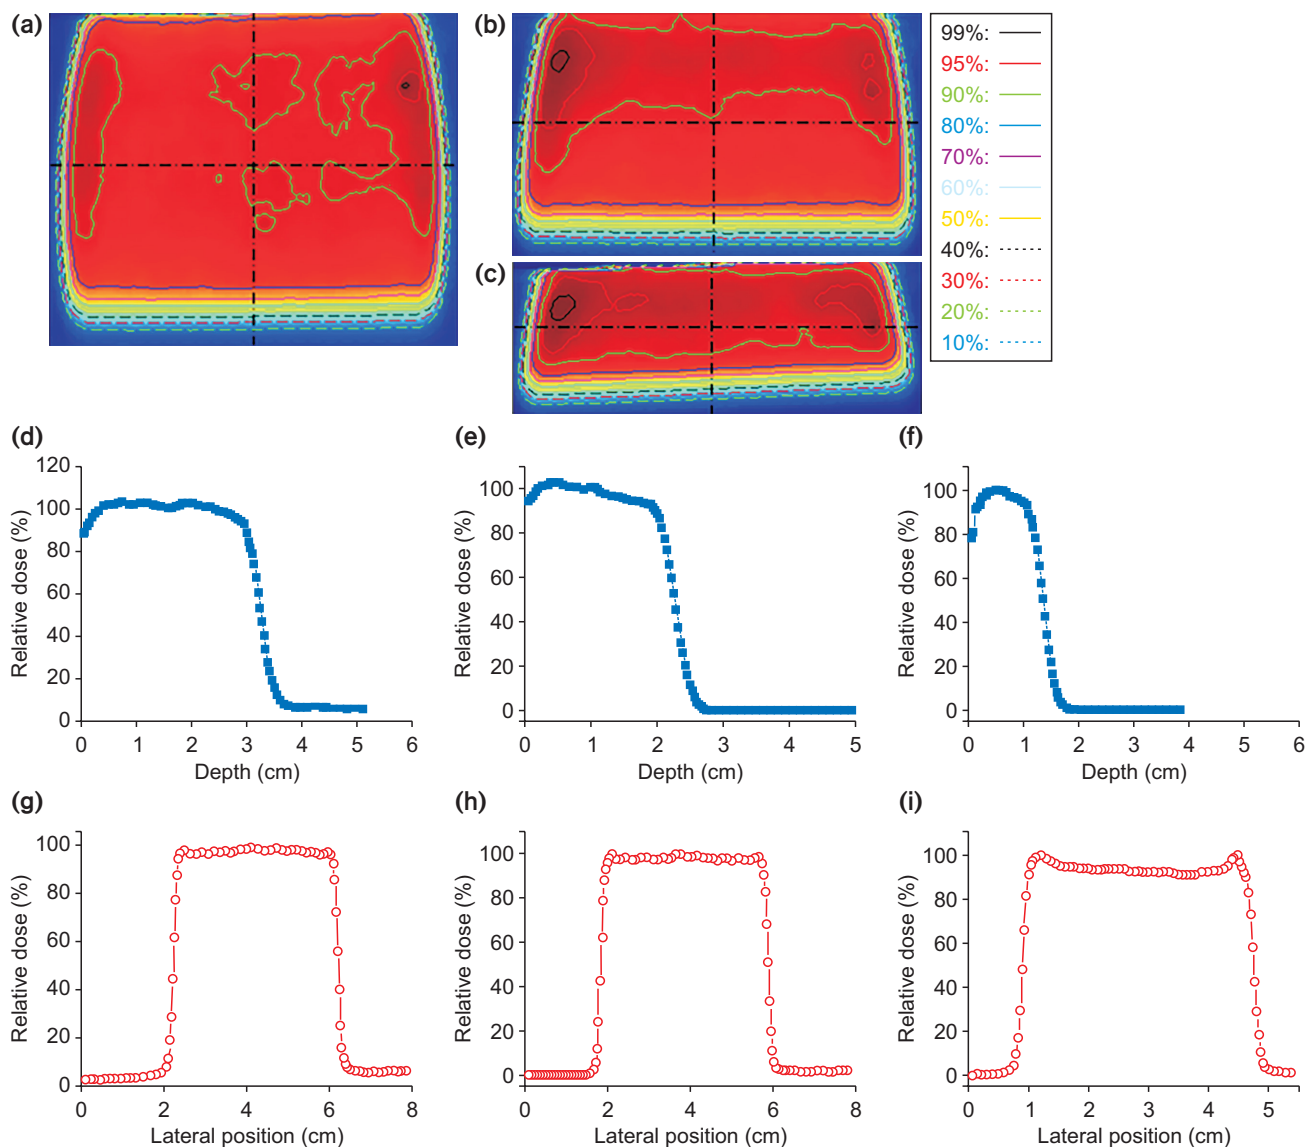 (a)
(b)
(c)
99%:
95%:
90%:
80%:
70%:
60%:
50%:
40%:
30%:
20%:
10%:
(d)
Relative dose (%)
120
100
80
60
40
20
0
0 1 2 3 4 5 6
Depth (cm)
(e)
Relative dose (%)
100
80
60
40
20
0
0 1 2 3 4 5
Depth (cm)
(f)
Relative dose (%)
100
80
60
40
20
0
0 1 2 3 4 5 6
Depth (cm)
(g)
Relative dose (%)
100
80
60
40
20
0
0 2 4 6 8
Lateral position (cm)
(h)
Relative dose (%)
100
80
60
40
20
0
0 2 4 6 8
Lateral position (cm)
(i)
Relative dose (%)
100
80
60
40
20
0
0 1 2 3 4 5
Lateral position (cm)